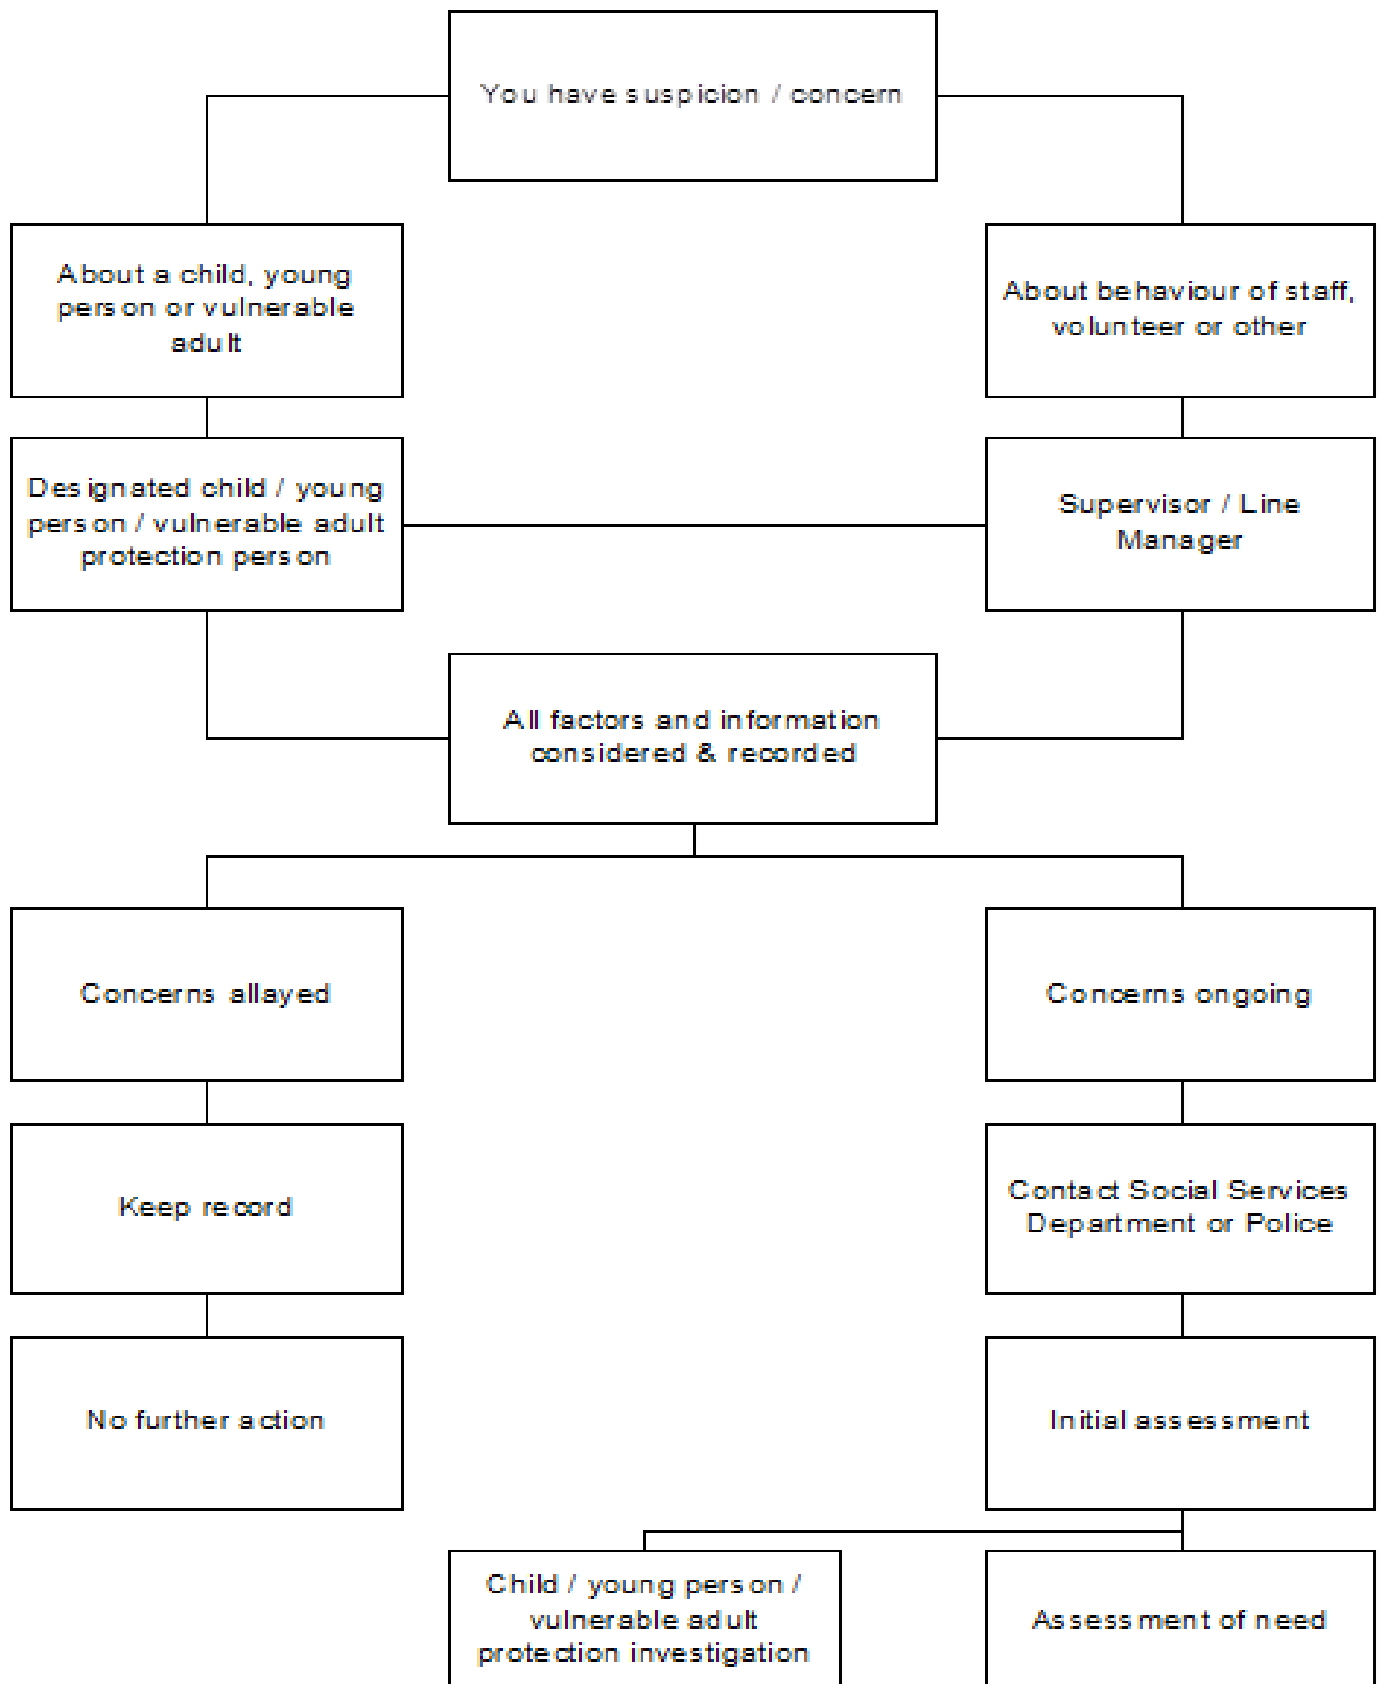 You have suspicion / concern
About a child, young
person or vulnerable
adult
About behaviour of staff,
volunteer or other
Designated child / young
person / vulnerable adult
protection person
Supervisor / Line
Manager
All factors and information
considered & recorded
Concerns allayed
Concerns ongoing
Keep record
Contact Social Services
Department or Police
No further action
Initial assessment
Child / young person /
vulnerable adult
protection investigation
Assessment of need